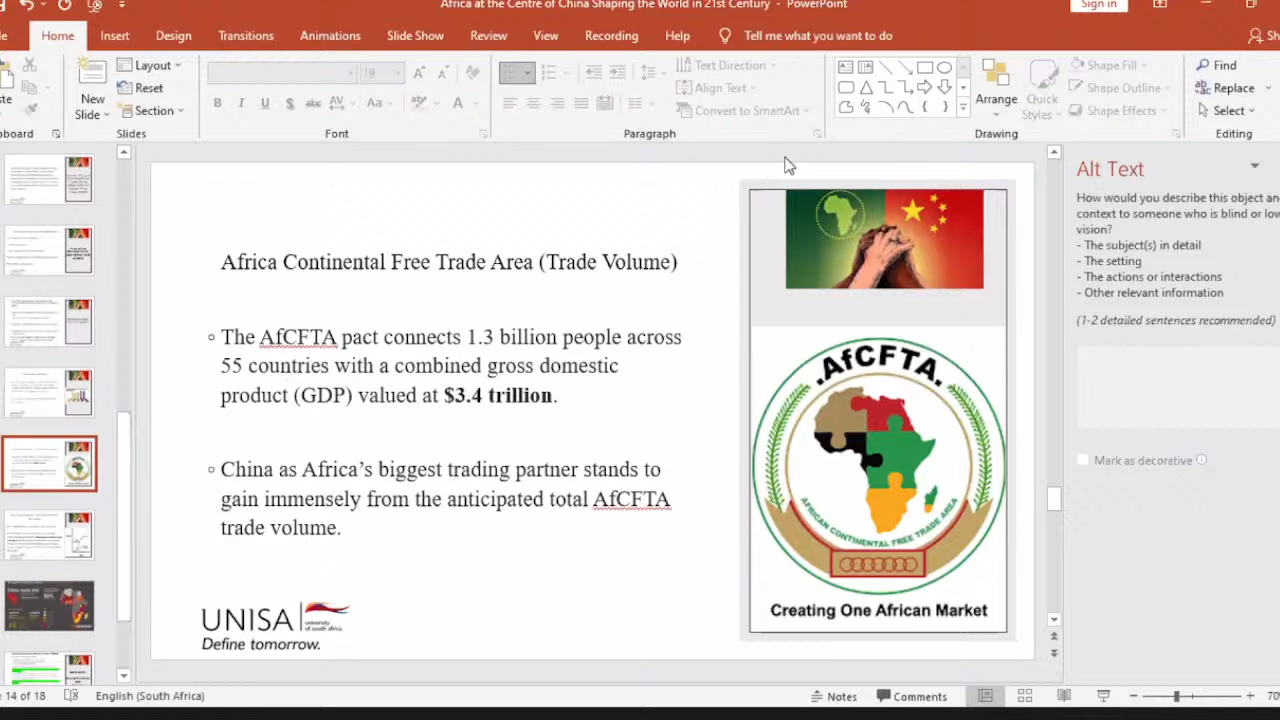 Africa at the Centre of China Shaping the World in 21st Century - PowerPoint
Sign in
Home Insert Design Transitions Animations Slide Show Review View Recording Help Tell me what you want to do
Layout
Reset
Section
New
Slide
19
B I U S abc AV
Aa A
Text Direction
Align Text
Convert to SmartArt
Arrange
Quick
Styles
Shape Fill
Shape Outline
Shape Effects
Find
Replace
Select
Slides Font Paragraph Drawing Editing
Africa Continental Free Trade Area (Trade Volume)
The AfCFTA pact connects 1.3 billion people across
55 countries with a combined gross domestic
product (GDP) valued at $3.4 trillion.
China as Africa's biggest trading partner stands to
gain immensely from the anticipated total AfCFTA
trade volume.
UNISA
university
of south africa
Define tomorrow.
.AfCFTA.
AFRICAN CONTINENTAL FREE TRADE AREA
Creating One African Market
Alt Text
How would you describe this object and
context to someone who is blind or low
vision?
- The subject(s) in detail
- The setting
- The actions or interactions
- Other relevant information
(1-2 detailed sentences recommended)
Mark as decorative
14 of 18 English (South Africa) Notes Comments